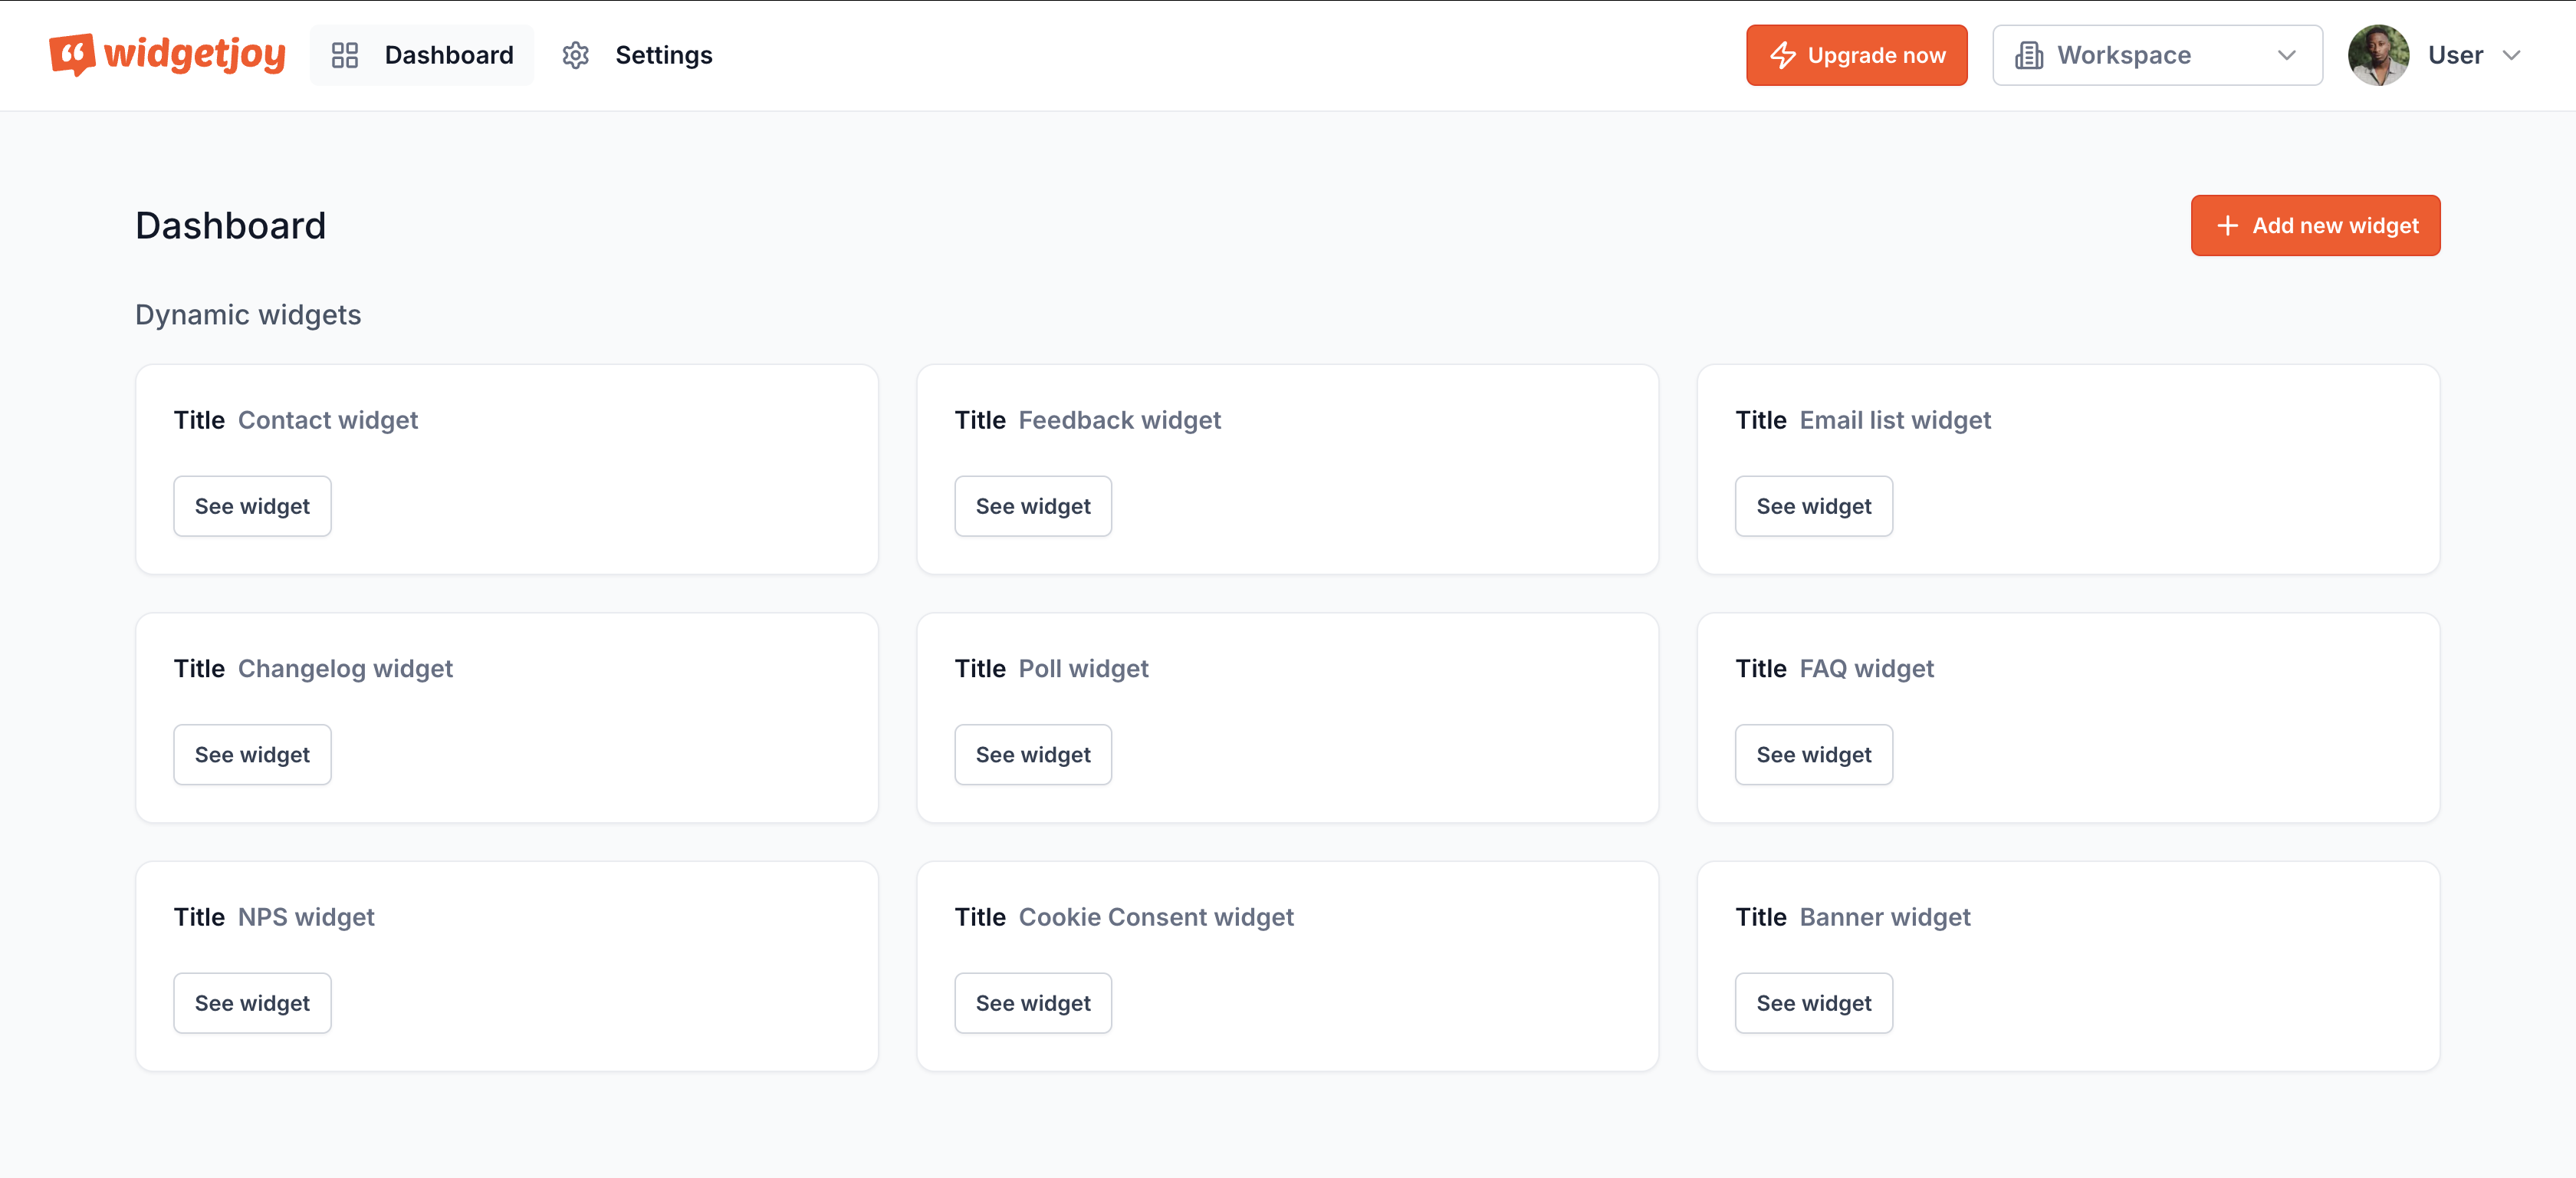 widgetjoy Dashboard Settings Upgrade now Workspace User
Dashboard Add new widget
Dynamic widgets
Title Contact widget
See widget
Title Feedback widget
See widget
Title Email list widget
See widget
Title Changelog widget
See widget
Title Poll widget
See widget
Title FAQ widget
See widget
Title NPS widget
See widget
Title Cookie Consent widget
See widget
Title Banner widget
See widget